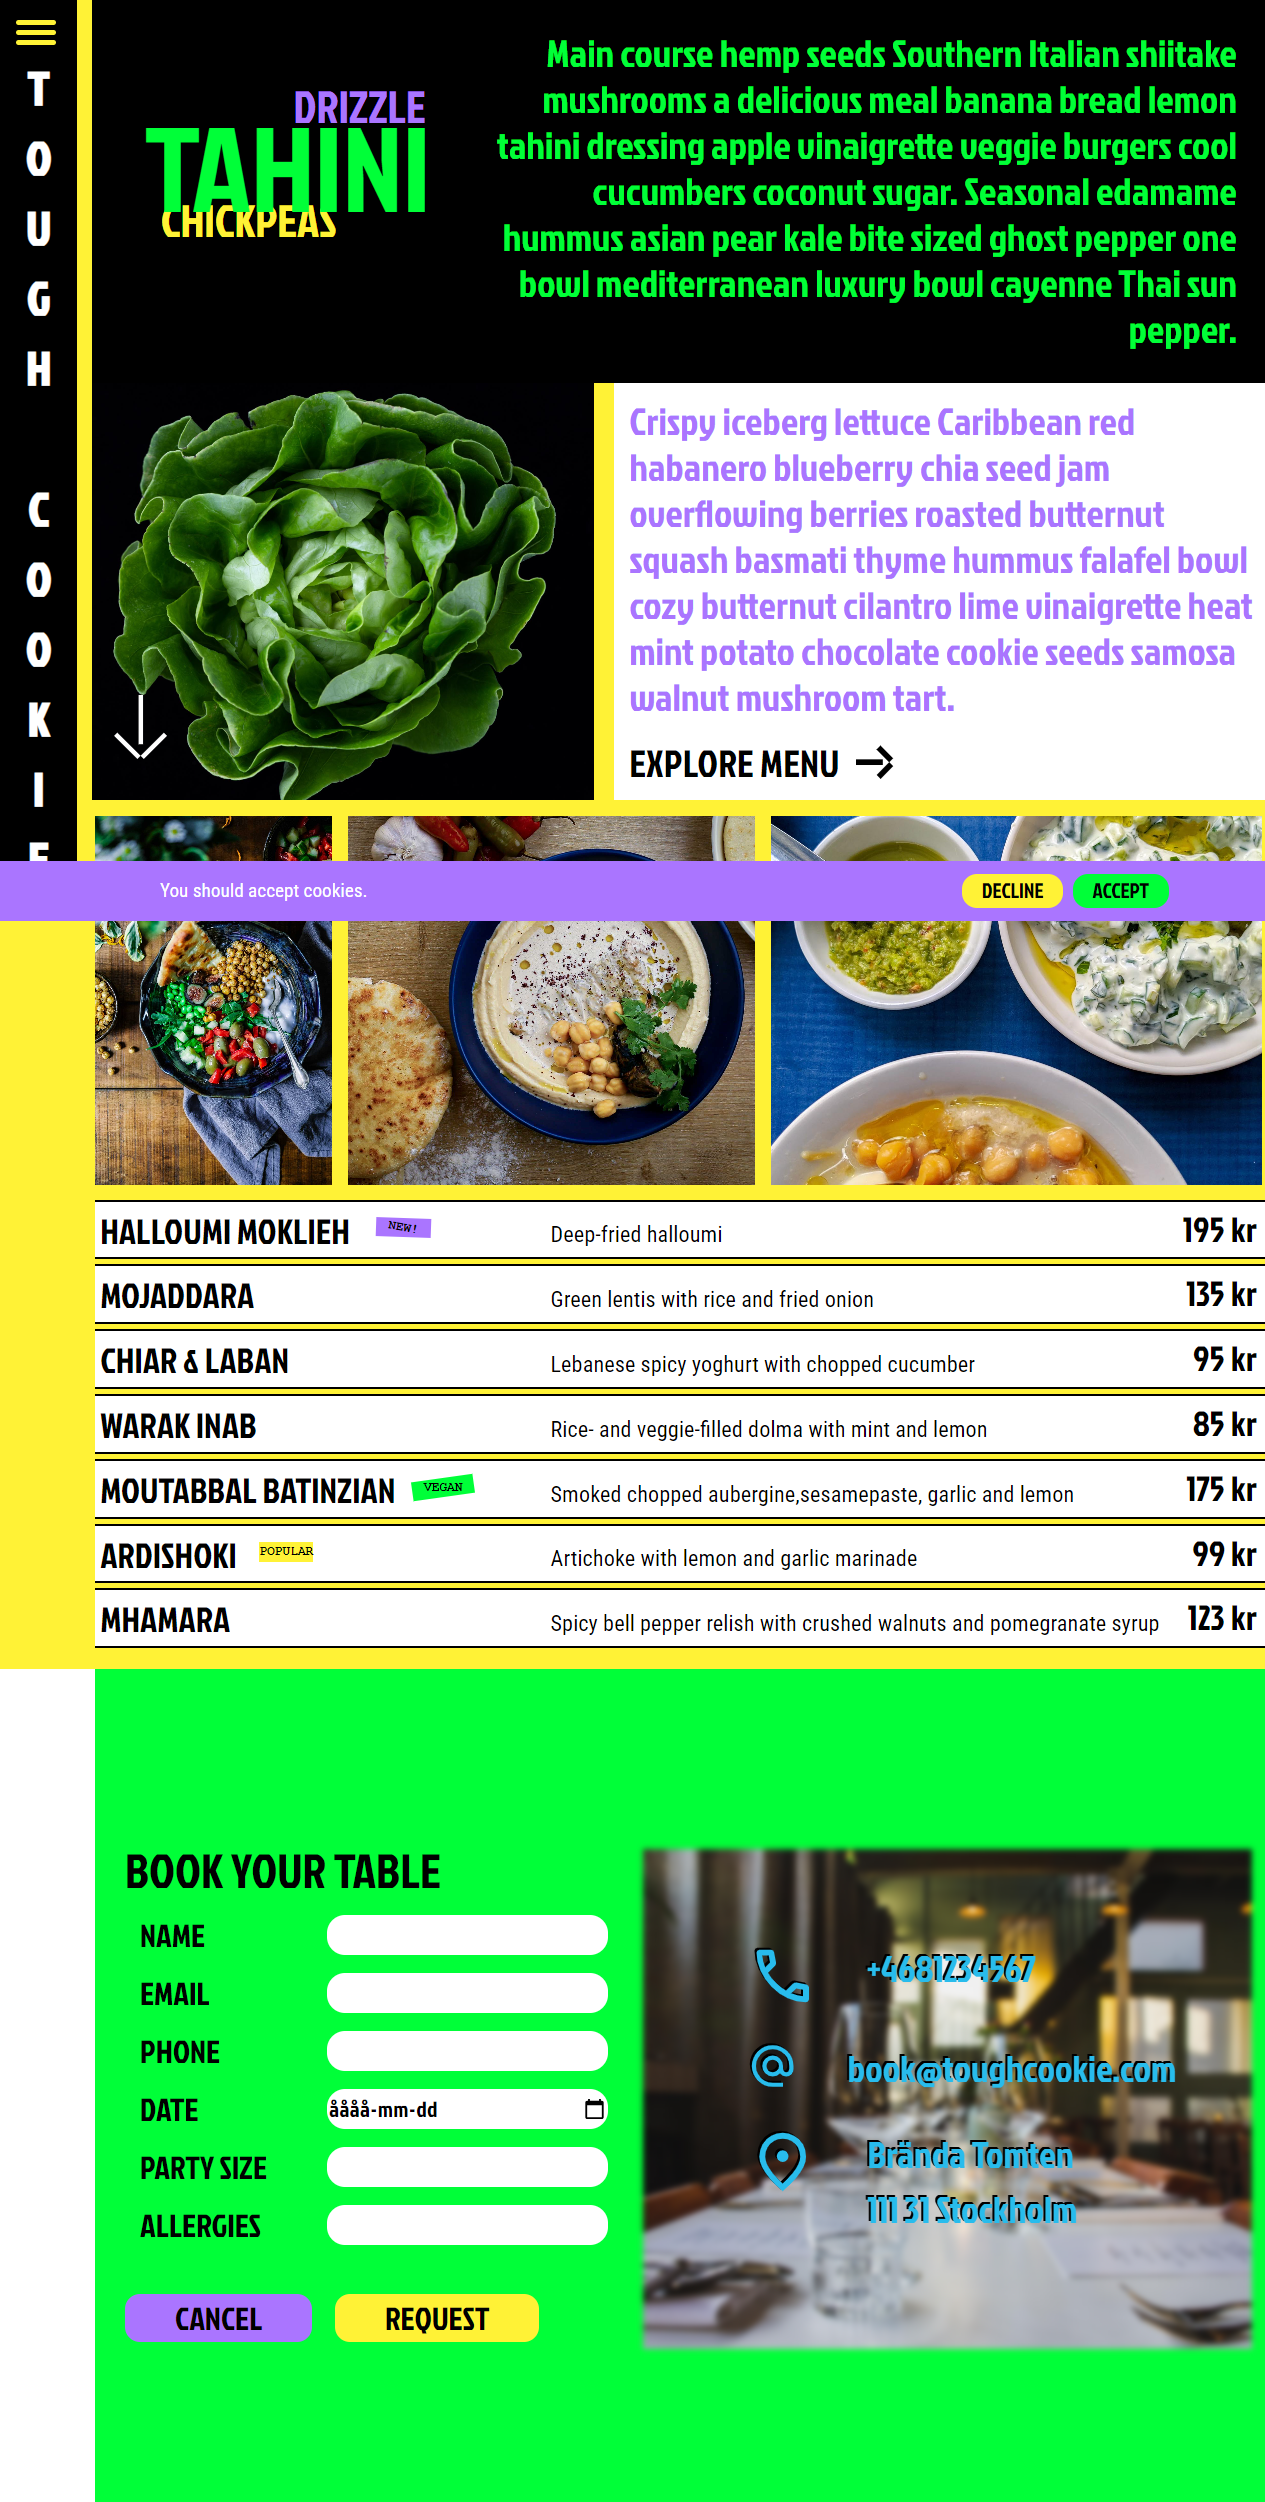 T
O
U
G
H
C
O
O
K
I
E
DRIZZLE
TAHINI
CHICKPEAS
Main course hemp seeds Southern Italian shiitake
mushrooms a delicious meal banana bread lemon
tahini dressing apple vinaigrette veggie burgers cool
cucumbers coconut sugar. Seasonal edamame
hummus asian pear kale bite sized ghost pepper one
bowl mediterranean luxury bowl cayenne Thai sun
pepper.
Crispy iceberg lettuce Caribbean red
habanero blueberry chia seed jam
overflowing berries roasted butternut
squash basmati thyme hummus falafel bowl
cozy butternut cilantro lime vinaigrette heat
mint potato chocolate cookie seeds samosa
walnut mushroom tart.
EXPLORE MENU
You should accept cookies.
DECLINE
ACCEPT
HALLOUMI MOKLIEH NEW! Deep-fried halloumi 195 kr
MOJADDARA Green lentis with rice and fried onion 135 kr
CHIAR & LABAN Lebanese spicy yoghurt with chopped cucumber 95 kr
WARAK INAB Rice- and veggie-filled dolma with mint and lemon 85 kr
MOUTABBAL BATINZIAN VEGAN Smoked chopped aubergine,sesamepaste, garlic and lemon 175 kr
ARDISHOKI POPULAR Artichoke with lemon and garlic marinade 99 kr
MHAMARA Spicy bell pepper relish with crushed walnuts and pomegranate syrup 123 kr
BOOK YOUR TABLE
NAME
EMAIL
PHONE
DATE åååå-mm-dd
PARTY SIZE
ALLERGIES
CANCEL
REQUEST
+4681234567
book@toughcookie.com
Brända Tomten
111 31 Stockholm